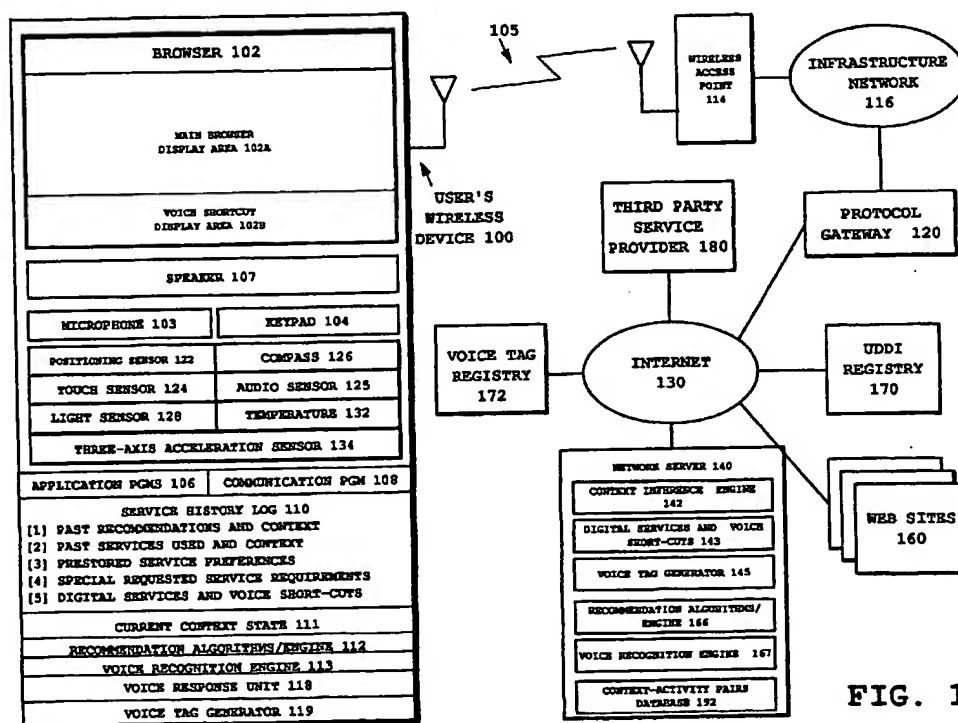 BROWSER 102
MAIN BROWSER
DISPLAY AREA 102A
VOICE SHORTCUT
DISPLAY AREA 102B
SPEAKER 107
MICROPHONE 103
KEYPAD 104
POSITIONING SENSOR 122
COMPASS 126
TOUCH SENSOR 124
AUDIO SENSOR 125
LIGHT SENSOR 128
TEMPERATURE 132
THREE-AXIS ACCELERATION SENSOR 134
APPLICATION PGMS 106
COMMUNICATION PGM 108
SERVICE HISTORY LOG 110
[1] PAST RECOMMENDATIONS AND CONTEXT
[2] PAST SERVICES USED AND CONTEXT
[3] PRESTORED SERVICE PREFERENCES
[4] SPECIAL REQUESTED SERVICE REQUIREMENTS
[5] DIGITAL SERVICES AND VOICE SHORT-CUTS
CURRENT CONTEXT STATE 111
RECOMMENDATION ALGORITHMS/ENGINE 112
VOICE RECOGNITION ENGINE 113
VOICE RESPONSE UNIT 118
VOICE TAG GENERATOR 119
105
USER'S
WIRELESS
DEVICE 100
WIRELESS
ACCESS
POINT
114
INFRASTRUCTURE
NETWORK
116
THIRD PARTY
SERVICE
PROVIDER 180
PROTOCOL
GATEWAY 120
VOICE TAG
REGISTRY
172
INTERNET
130
UDDI
REGISTRY
170
NETWORK SERVER 140
CONTEXT INFERENCE ENGINE
142
DIGITAL SERVICES AND VOICE
SHORT-CUTS 143
VOICE TAG GENERATOR 145
RECOMMENDATION ALGORITHMS/
ENGINE 166
VOICE RECOGNITION ENGINE 167
CONTEXT-ACTIVITY PAIRS
DATABASE 192
WEB SITES
160
FIG. 1